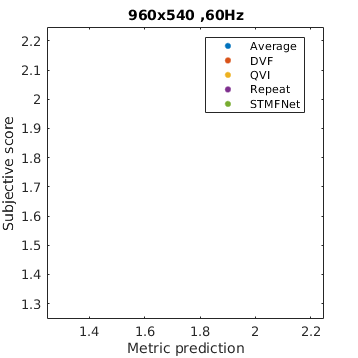 960x540 ,60Hz
Average
DVF
QVI
Repeat
STMFNet
2.2
2.1
2
1.9
1.8
1.7
1.6
1.5
1.4
1.3
Subjective score
1.4 1.6 1.8 2 2.2
Metric prediction